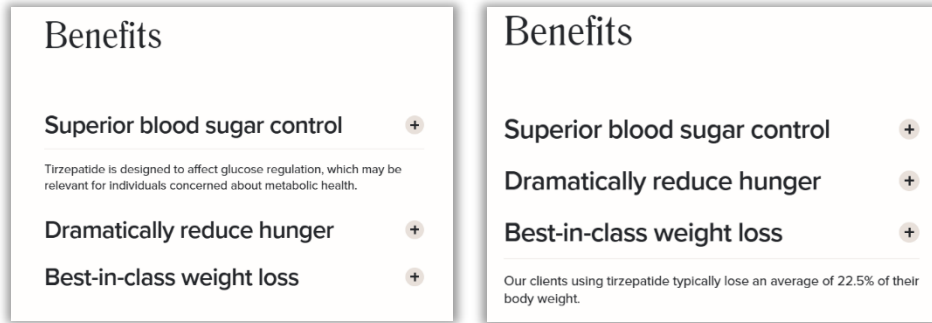 Benefits
Superior blood sugar control
+
Tirzepatide is designed to affect glucose regulation, which may be
relevant for individuals concerned about metabolic health.
Dramatically reduce hunger
+
Best-in-class weight loss
+
Benefits
Superior blood sugar control
+
Dramatically reduce hunger
+
Best-in-class weight loss
+
Our clients using tirzepatide typically lose an average of 22.5% of their
body weight.